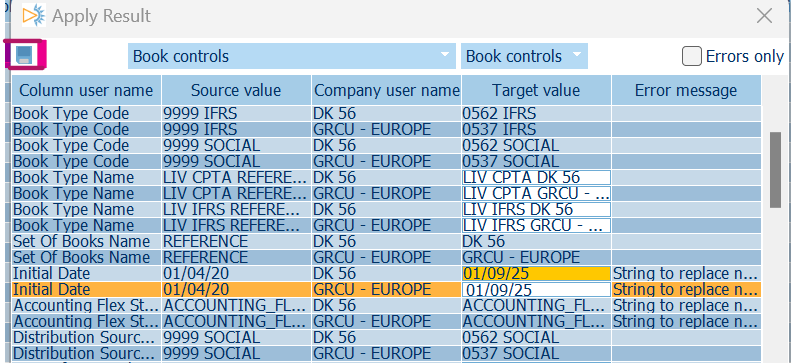 Apply Result
Book controls Book controls Errors only
Column user name Source value Company user name Target value Error message
Book Type Code 9999 IFRS DK 56 0562 IFRS
Book Type Code 9999 IFRS GRCU - EUROPE 0537 IFRS
Book Type Code 9999 SOCIAL DK 56 0562 SOCIAL
Book Type Code 9999 SOCIAL GRCU - EUROPE 0537 SOCIAL
Book Type Name LIV CPTA REFERE... DK 56 LIV CPTA DK 56
Book Type Name LIV CPTA REFERE... GRCU - EUROPE LIV CPTA GRCU - ...
Book Type Name LIV IFRS REFERE... DK 56 LIV IFRS DK 56
Book Type Name LIV IFRS REFERE... GRCU - EUROPE LIV IFRS GRCU - ...
Set Of Books Name REFERENCE DK 56 DK 56
Set Of Books Name REFERENCE GRCU - EUROPE GRCU - EUROPE
Initial Date 01/04/20 DK 56 01/09/25 String to replace n...
Initial Date 01/04/20 GRCU - EUROPE 01/09/25 String to replace n...
Accounting Flex St... ACCOUNTING_FL... DK 56 ACCOUNTING_FL... String to replace n...
Accounting Flex St... ACCOUNTING_FL... GRCU - EUROPE ACCOUNTING_FL... String to replace n...
Distribution Sourc... 9999 SOCIAL DK 56 0562 SOCIAL
Distribution Sourc... 9999 SOCIAL GRCU - EUROPE 0537 SOCIAL